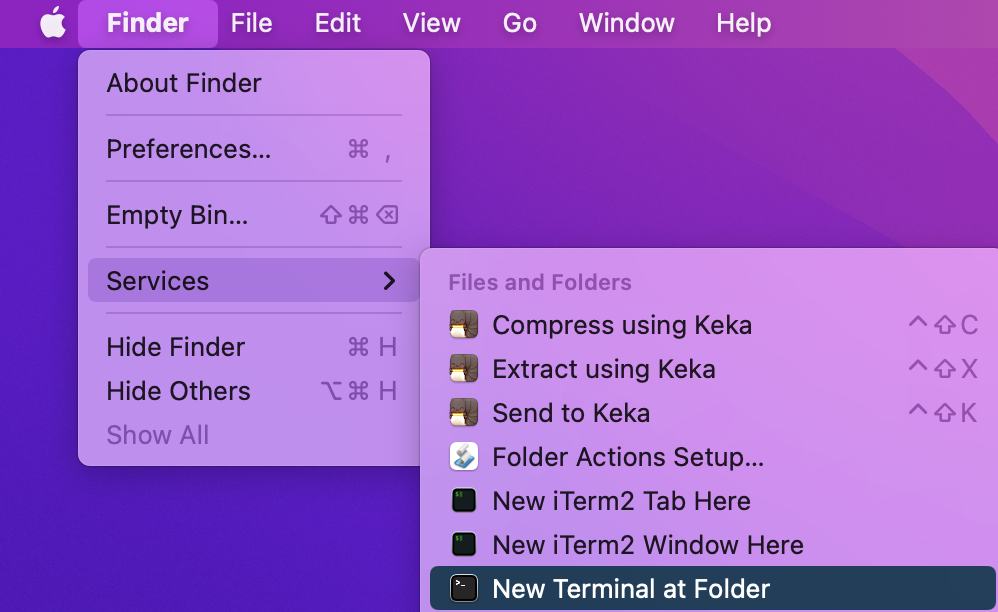 Finder File Edit View Go Window Help
About Finder
Preferences... ⌘ ,
Empty Bin... ⇧⌘⌫
Services
Hide Finder ⌘ H
Hide Others ⌥⌘ H
Show All
Files and Folders
Compress using Keka ^⇧C
Extract using Keka ^⇧X
Send to Keka ^⇧K
Folder Actions Setup...
New iTerm2 Tab Here
New iTerm2 Window Here
New Terminal at Folder